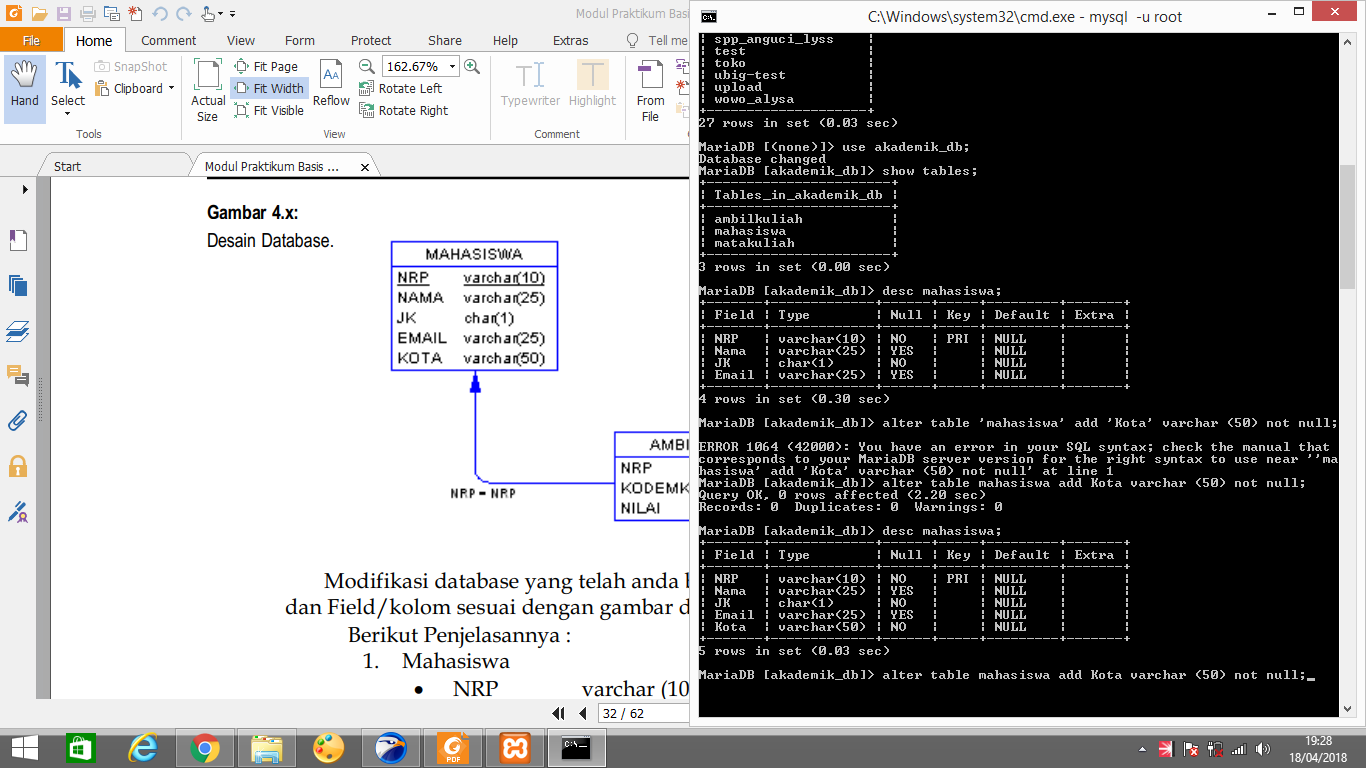 Modul Praktikum Basi
File Home Comment View Form Protect Share Help Extras Tell me
Hand
Select
SnapShot
Clipboard
Tools
Actual Size
Fit Page
Fit Width
Fit Visible
Reflow
162.67%
Rotate Left
Rotate Right
View
Typewriter
Highlight
Comment
From File
Start
Modul Praktikum Basis ...
Gambar 4.x:
Desain Database.
MAHASISWA
NRP varchar(10)
NAMA varchar(25)
JK char(1)
EMAIL varchar(25)
KOTA varchar(50)
NRP = NRP
AMBI
NRP
KODEMK
NILAI
Modifikasi database yang telah anda b
dan Field/kolom sesuai dengan gambar d
Berikut Penjelasannya :
1. Mahasiswa
• NRP varchar (10
32 / 62
C:\Windows\system32\cmd.exe - mysql -u root
| spp_anguci_lyss |
| test |
| toko |
| ubig-test |
| upload |
| wowo_alysa |
+----------------------+
27 rows in set (0.03 sec)
MariaDB [(none)]> use akademik_db;
Database changed
MariaDB [akademik_db]> show tables;
+-----------------------+
| Tables_in_akademik_db |
+-----------------------+
| ambilkuliah |
| mahasiswa |
| matakuliah |
+-----------------------+
3 rows in set (0.00 sec)
MariaDB [akademik_db]> desc mahasiswa;
+-------+-------------+------+-----+---------+-------+
| Field | Type | Null | Key | Default | Extra |
+-------+-------------+------+-----+---------+-------+
| NRP | varchar(10) | NO | PRI | NULL | |
| Nama | varchar(25) | YES | | NULL | |
| JK | char(1) | NO | | NULL | |
| Email | varchar(25) | YES | | NULL | |
+-------+-------------+------+-----+---------+-------+
4 rows in set (0.30 sec)
MariaDB [akademik_db]> alter table 'mahasiswa' add 'Kota' varchar (50) not null;
ERROR 1064 (42000): You have an error in your SQL syntax; check the manual that
corresponds to your MariaDB server version for the right syntax to use near ''ma
hasiswa' add 'Kota' varchar (50) not null' at line 1
MariaDB [akademik_db]> alter table mahasiswa add Kota varchar (50) not null;
Query OK, 0 rows affected (2.20 sec)
Records: 0 Duplicates: 0 Warnings: 0
MariaDB [akademik_db]> desc mahasiswa;
+-------+-------------+------+-----+---------+-------+
| Field | Type | Null | Key | Default | Extra |
+-------+-------------+------+-----+---------+-------+
| NRP | varchar(10) | NO | PRI | NULL | |
| Nama | varchar(25) | YES | | NULL | |
| JK | char(1) | NO | | NULL | |
| Email | varchar(25) | YES | | NULL | |
| Kota | varchar(50) | NO | | NULL | |
+-------+-------------+------+-----+---------+-------+
5 rows in set (0.03 sec)
MariaDB [akademik_db]> alter table mahasiswa add Kota varchar (50) not null;_
PDF
19:28
18/04/2018